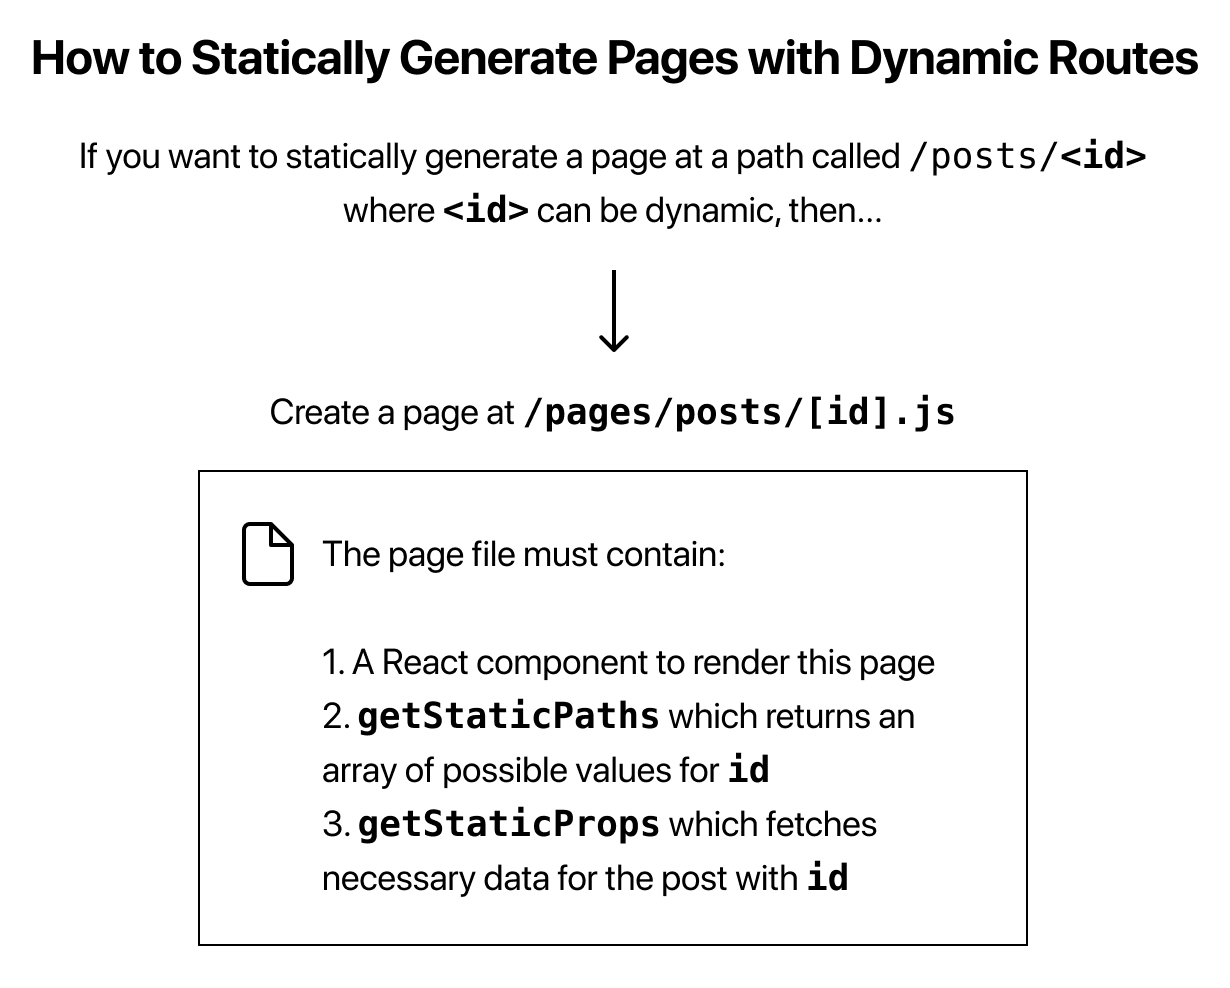 How to Statically Generate Pages with Dynamic Routes
If you want to statically generate a page at a path called /posts/<id>
where <id> can be dynamic, then...
Create a page at /pages/posts/[id].js
The page file must contain:
1. A React component to render this page
2. getStaticPaths which returns an
array of possible values for id
3. getStaticProps which fetches
necessary data for the post with id